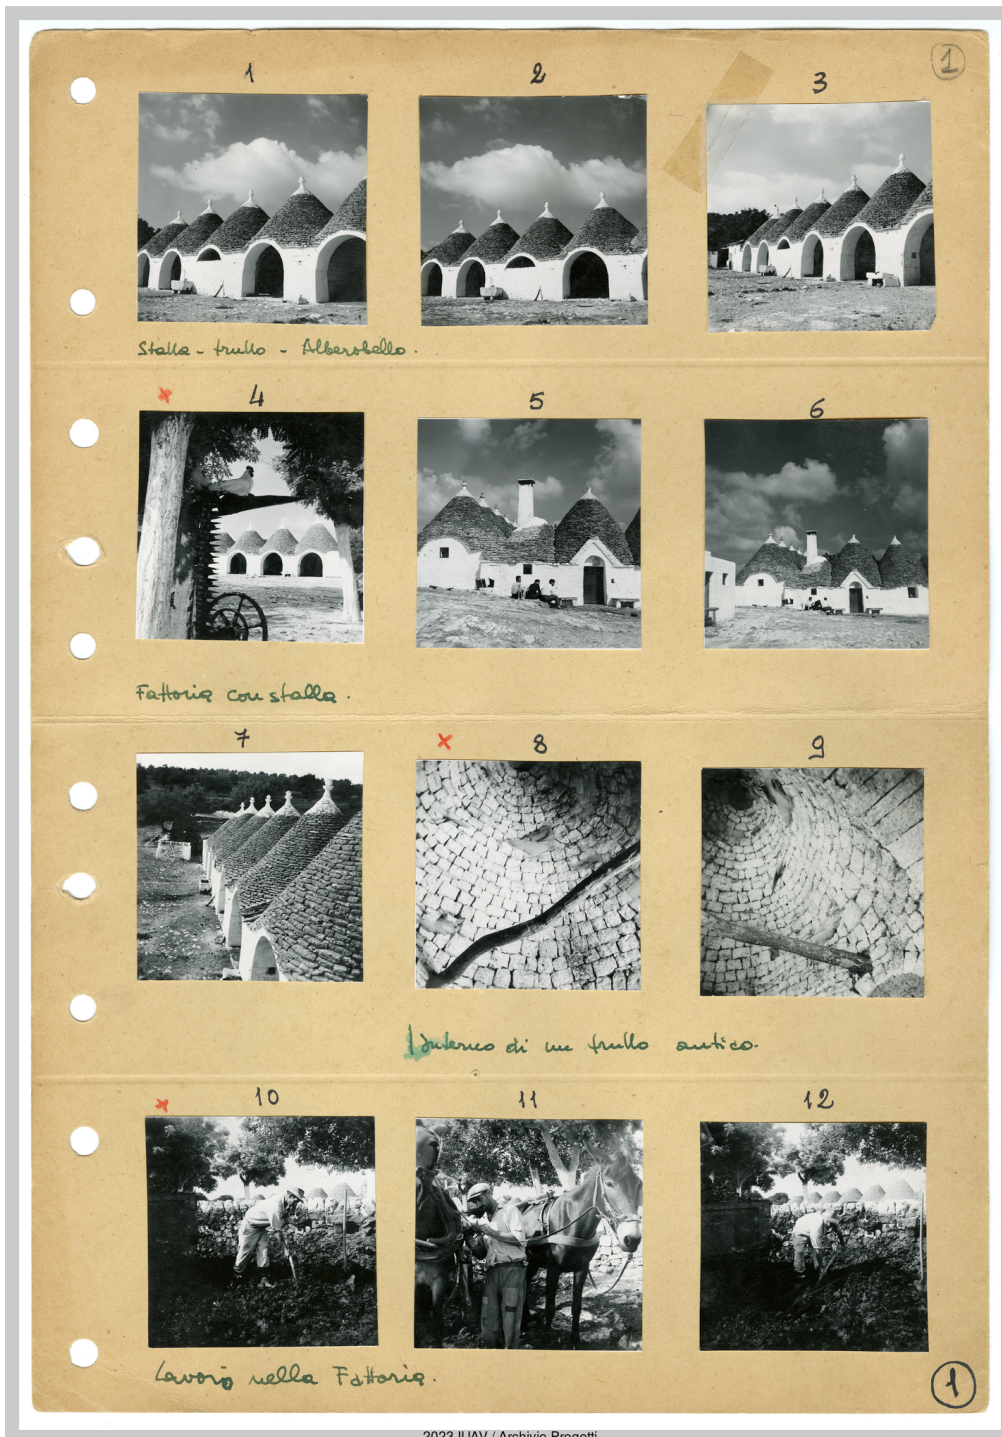 1
1 2 3
Stalla - trullo - Alberobello.
x 4 5 6
Fattoria con stalla.
7 x 8 9
Interno di un trullo antico.
x 10 11 12
Lavoro nella Fattoria.
1
2023 IUAV / Archivio Progetti